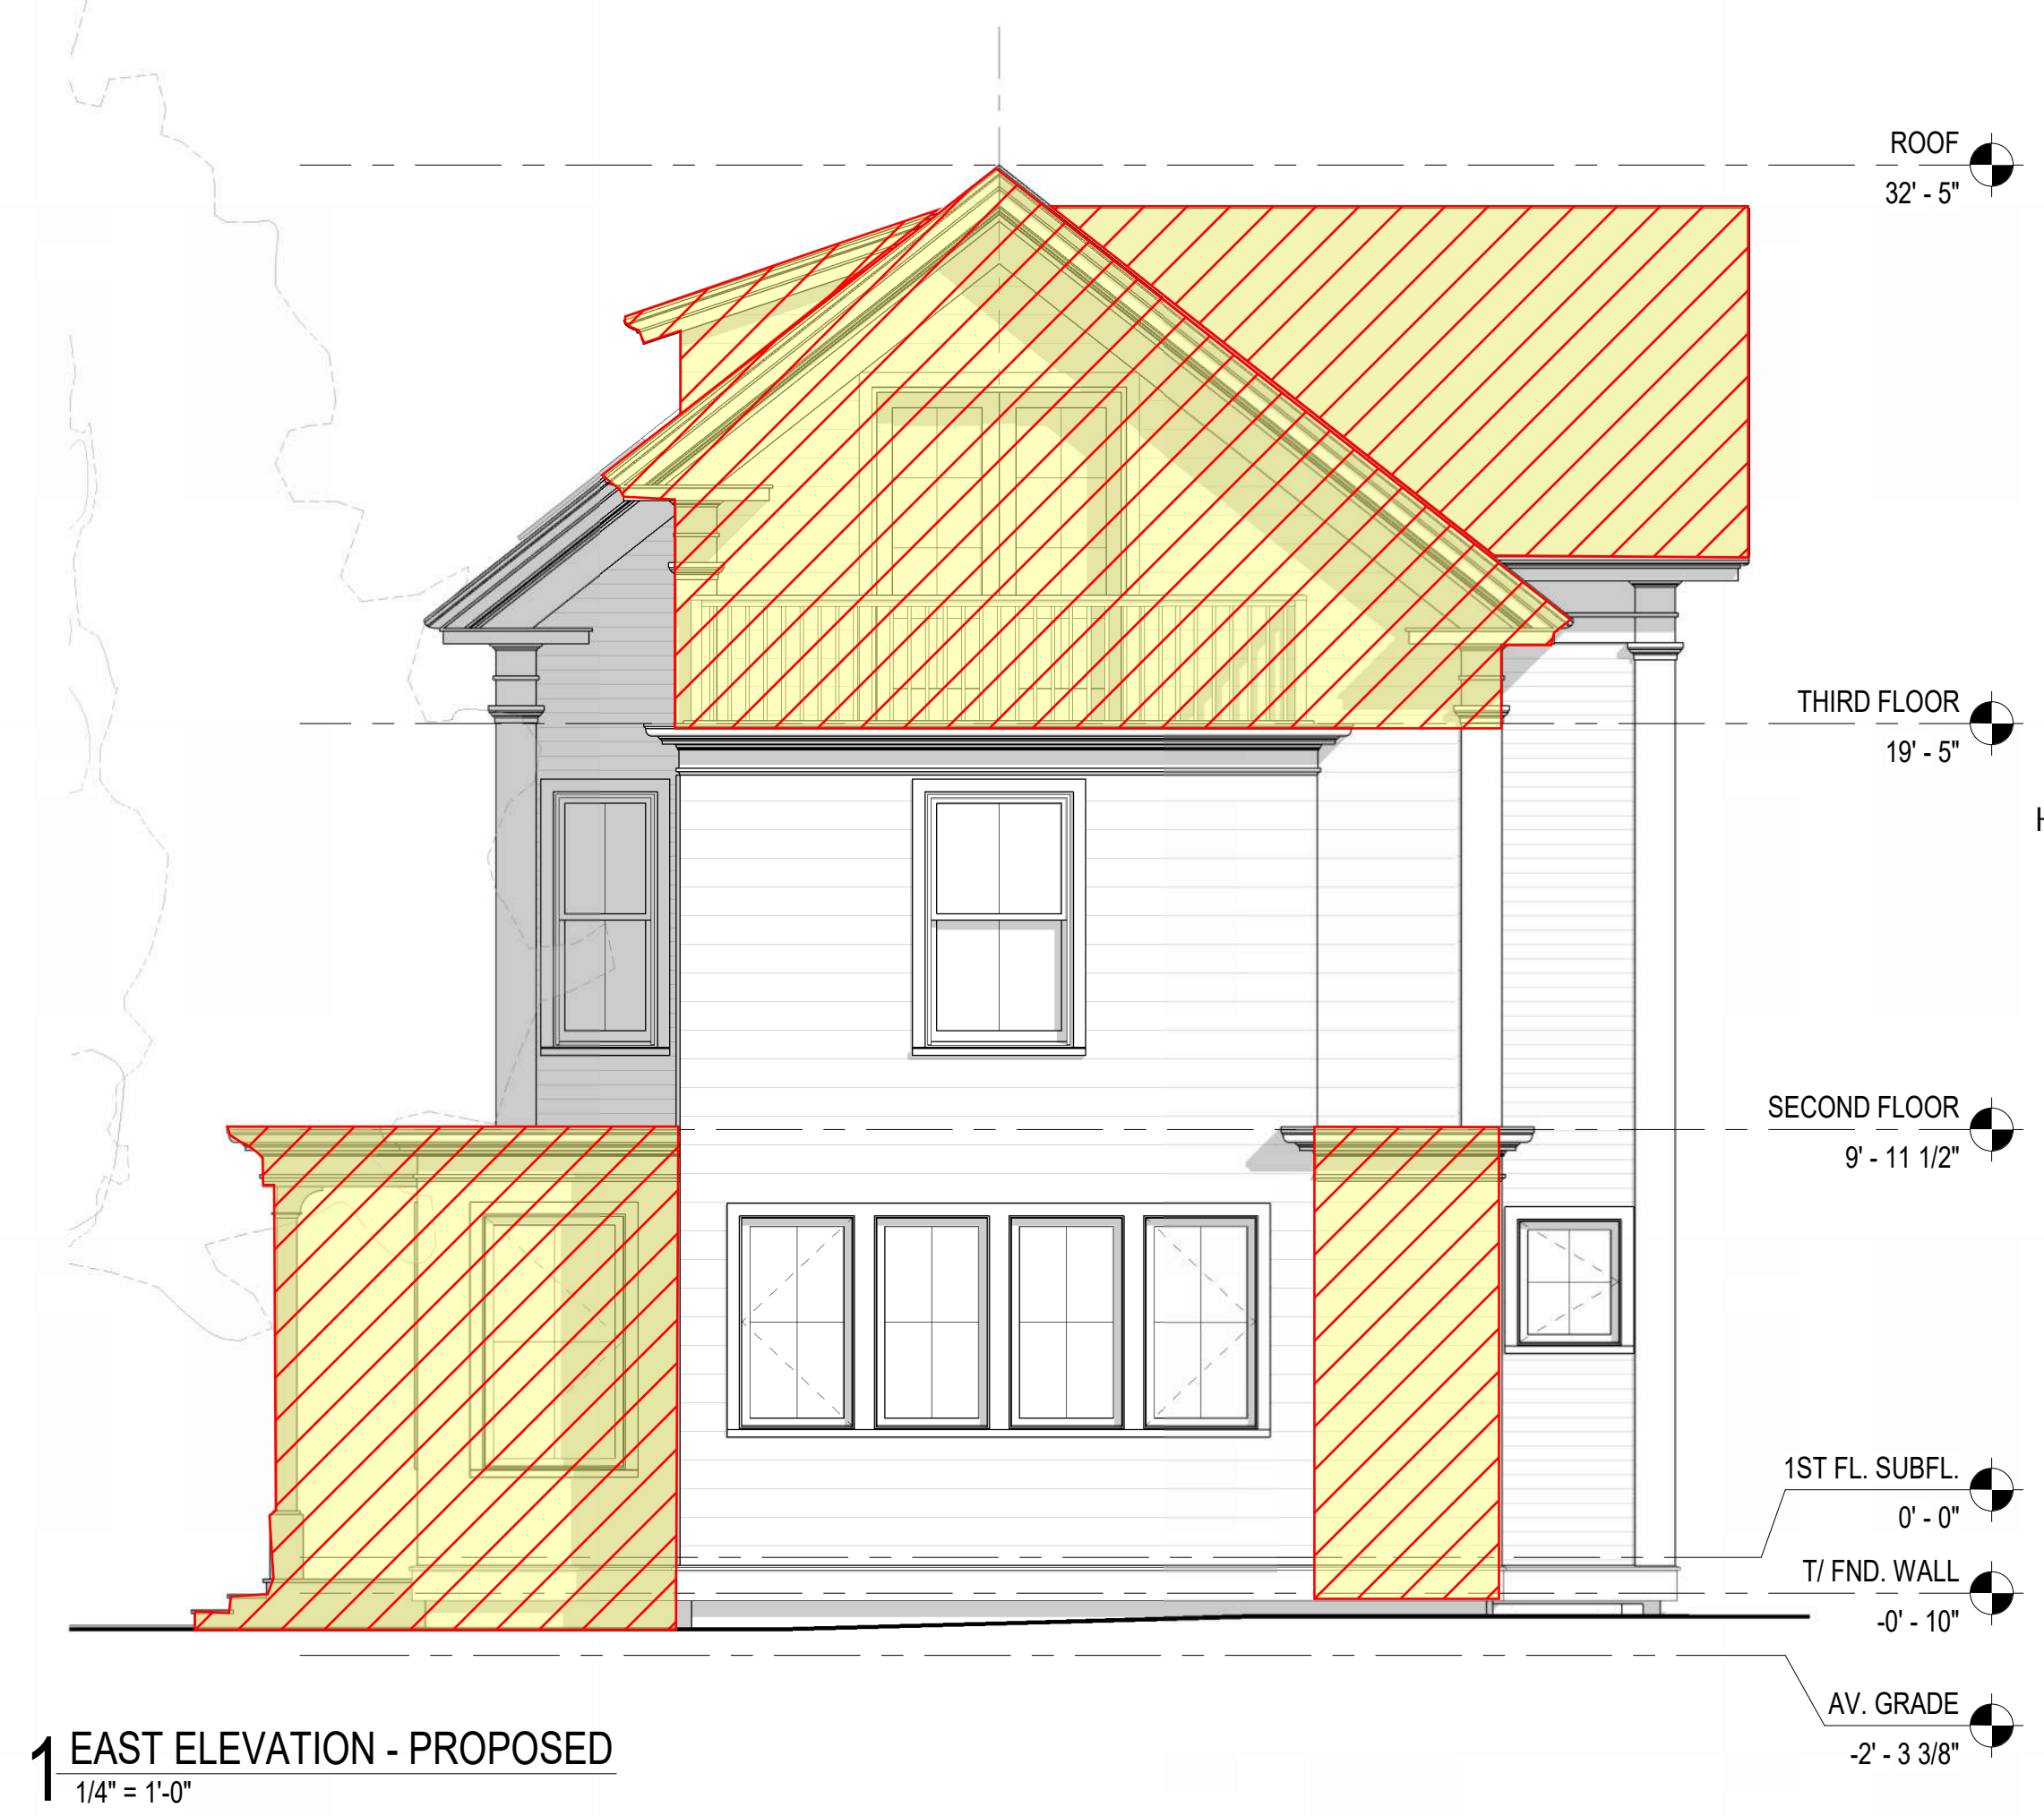 ROOF
32' - 5"
THIRD FLOOR
19' - 5"
H
SECOND FLOOR
9' - 11 1/2"
1ST FL. SUBFL.
0' - 0"
T/ FND. WALL
-0' - 10"
AV. GRADE
-2' - 3 3/8"
1 EAST ELEVATION - PROPOSED
1/4" = 1'-0"